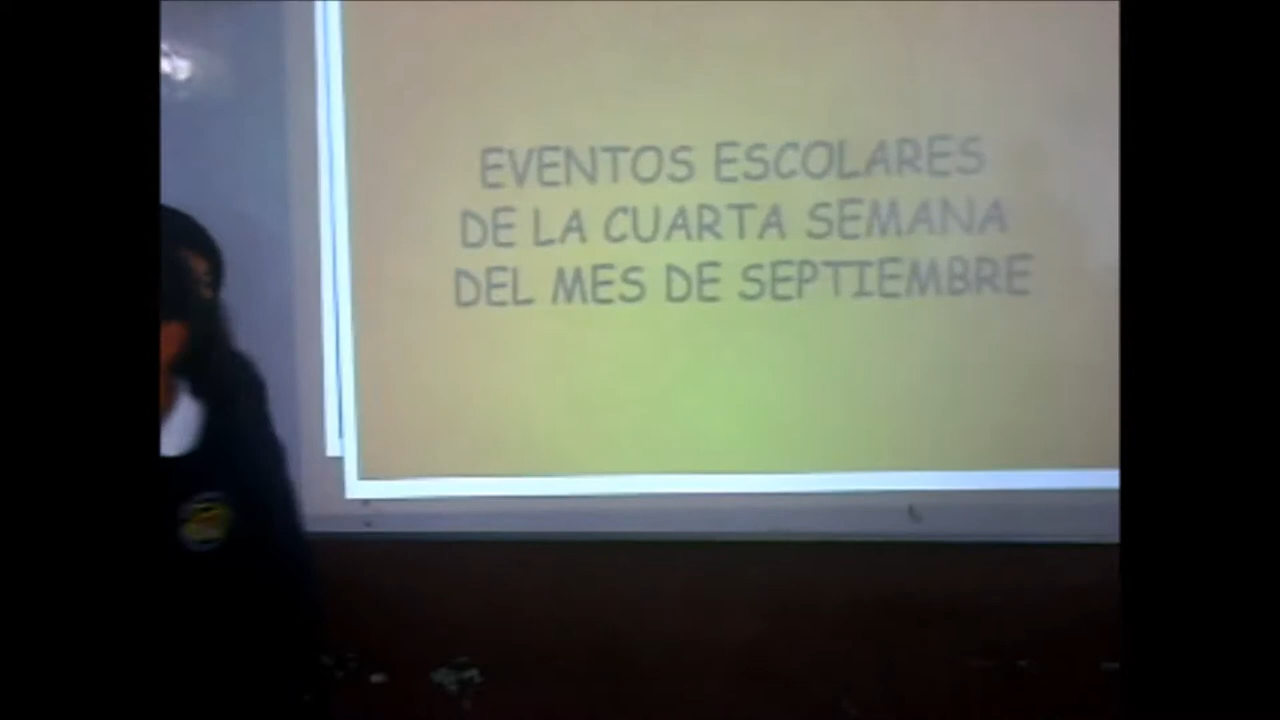 EVENTOS ESCOLARES
DE LA CUARTA SEMANA
DEL MES DE SEPTIEMBRE